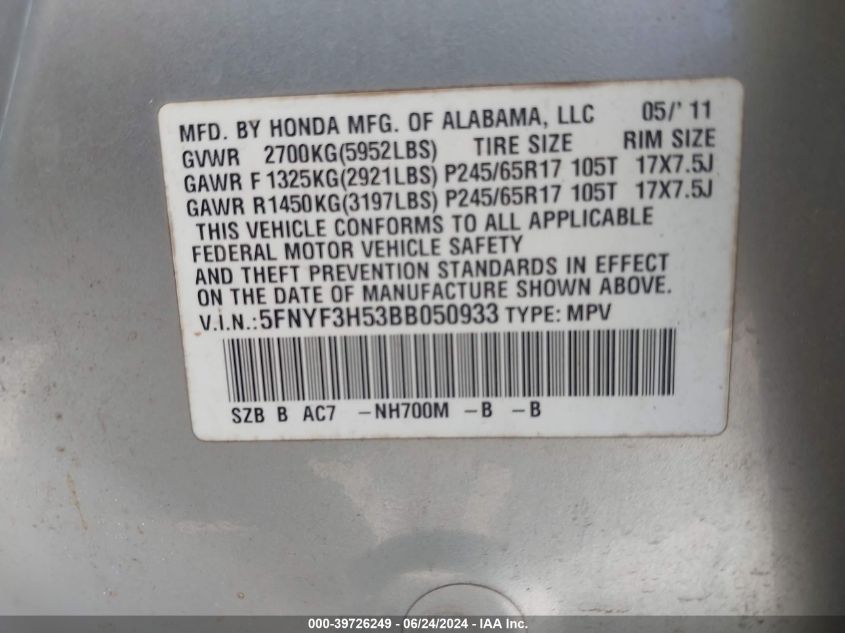 MFD. BY HONDA MFG. OF ALABAMA, LLC 05/' 11
GVWR 2700KG(5952LBS) TIRE SIZE RIM SIZE
GAWR F 1325KG(2921LBS) P245/65R17 105T 17X7.5J
GAWR R1450KG(3197LBS) P245/65R17 105T 17X7.5J
THIS VEHICLE CONFORMS TO ALL APPLICABLE
FEDERAL MOTOR VEHICLE SAFETY
AND THEFT PREVENTION STANDARDS IN EFFECT
ON THE DATE OF MANUFACTURE SHOWN ABOVE.
V.I.N.:5FNYF3H53BB050933 TYPE: MPV
SZB B AC7 -NH700M -B -B
000-39726249 - 06/24/2024 - IAA Inc.